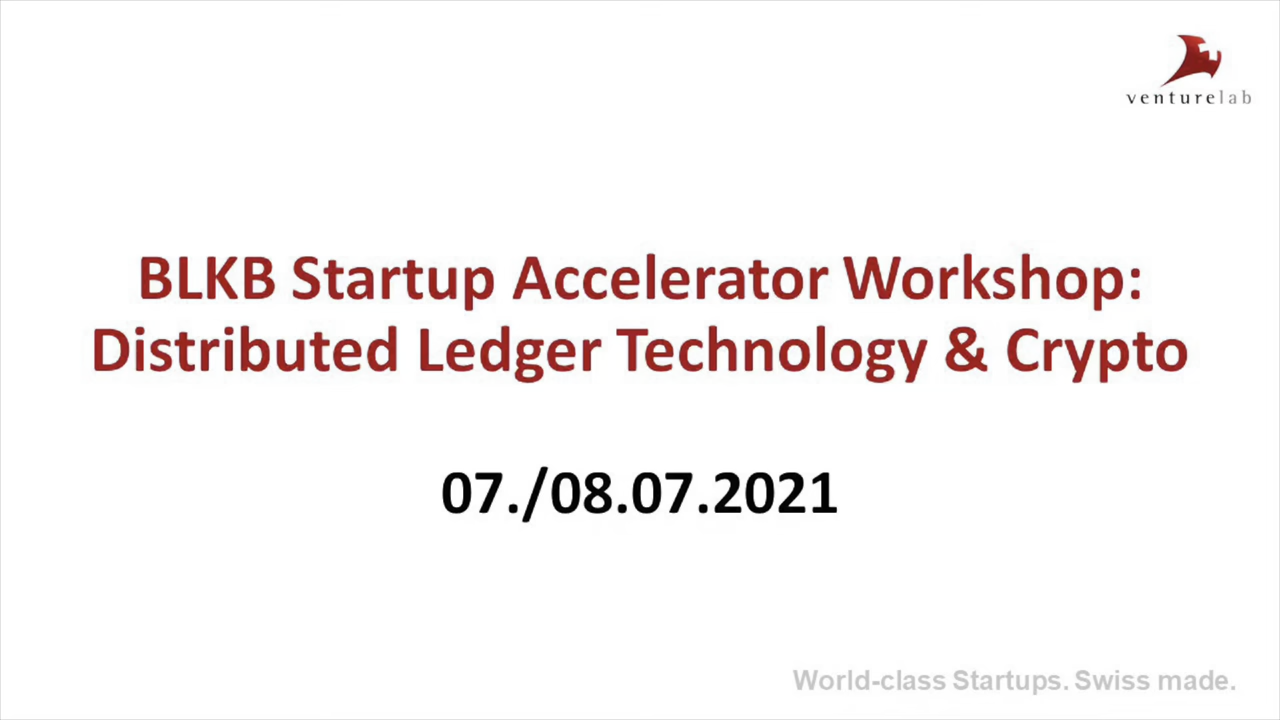 venturelab
BLKB Startup Accelerator Workshop:
Distributed Ledger Technology & Crypto
07./08.07.2021
World-class Startups. Swiss made.